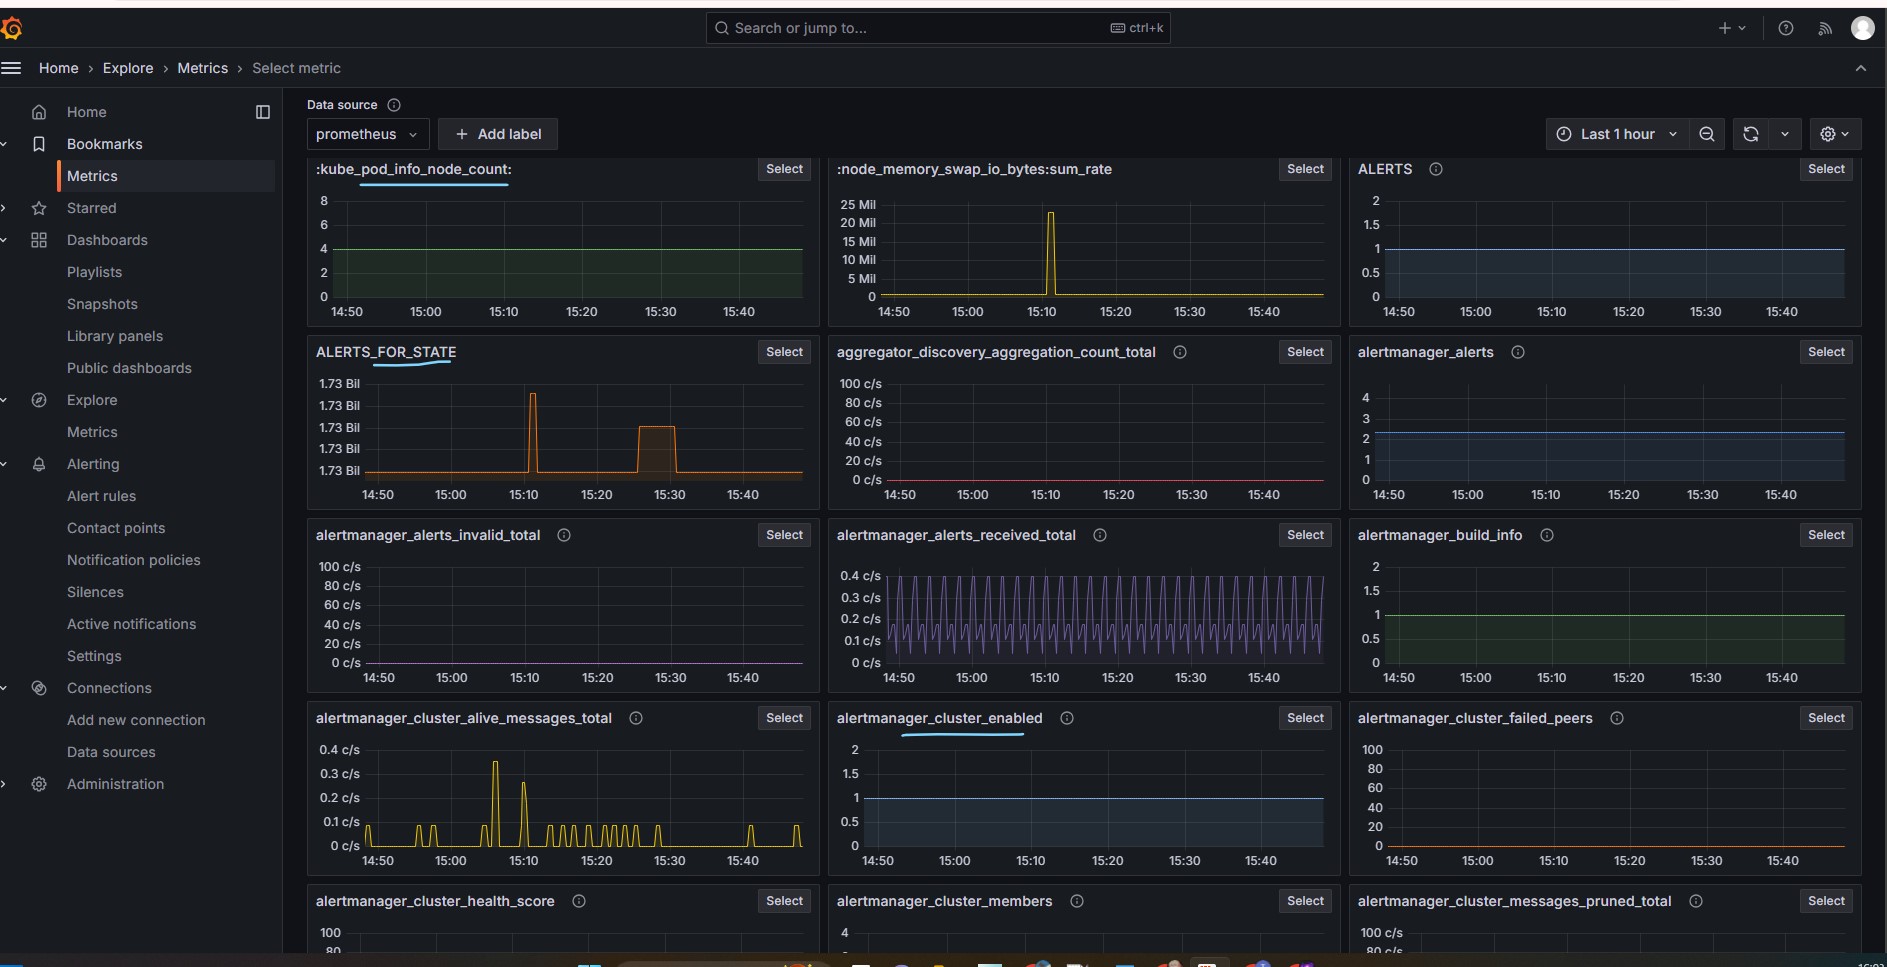 Search or jump to...
ctrl+k
Home › Explore › Metrics › Select metric
Home
Bookmarks
Metrics
Starred
Dashboards
Playlists
Snapshots
Library panels
Public dashboards
Explore
Metrics
Alerting
Alert rules
Contact points
Notification policies
Silences
Active notifications
Settings
Connections
Add new connection
Data sources
Administration
Data source
prometheus
+ Add label
Last 1 hour
:kube_pod_info_node_count:
Select
8
6
4
2
0
14:50 15:00 15:10 15:20 15:30 15:40
:node_memory_swap_io_bytes:sum_rate
Select
25 Mil
20 Mil
15 Mil
10 Mil
5 Mil
0
14:50 15:00 15:10 15:20 15:30 15:40
ALERTS
Select
2
1.5
1
0.5
0
14:50 15:00 15:10 15:20 15:30 15:40
ALERTS_FOR_STATE
Select
1.73 Bil
1.73 Bil
1.73 Bil
1.73 Bil
1.73 Bil
14:50 15:00 15:10 15:20 15:30 15:40
aggregator_discovery_aggregation_count_total
Select
100 c/s
80 c/s
60 c/s
40 c/s
20 c/s
0 c/s
14:50 15:00 15:10 15:20 15:30 15:40
alertmanager_alerts
Select
4
3
2
1
0
14:50 15:00 15:10 15:20 15:30 15:40
alertmanager_alerts_invalid_total
Select
100 c/s
80 c/s
60 c/s
40 c/s
20 c/s
0 c/s
14:50 15:00 15:10 15:20 15:30 15:40
alertmanager_alerts_received_total
Select
0.4 c/s
0.3 c/s
0.2 c/s
0.1 c/s
0 c/s
14:50 15:00 15:10 15:20 15:30 15:40
alertmanager_build_info
Select
2
1.5
1
0.5
0
14:50 15:00 15:10 15:20 15:30 15:40
alertmanager_cluster_alive_messages_total
Select
0.4 c/s
0.3 c/s
0.2 c/s
0.1 c/s
0 c/s
14:50 15:00 15:10 15:20 15:30 15:40
alertmanager_cluster_enabled
Select
2
1.5
1
0.5
0
14:50 15:00 15:10 15:20 15:30 15:40
alertmanager_cluster_failed_peers
Select
100
80
60
40
20
0
14:50 15:00 15:10 15:20 15:30 15:40
alertmanager_cluster_health_score
Select
100
80
alertmanager_cluster_members
Select
4
alertmanager_cluster_messages_pruned_total
Select
100 c/s
80 c/s